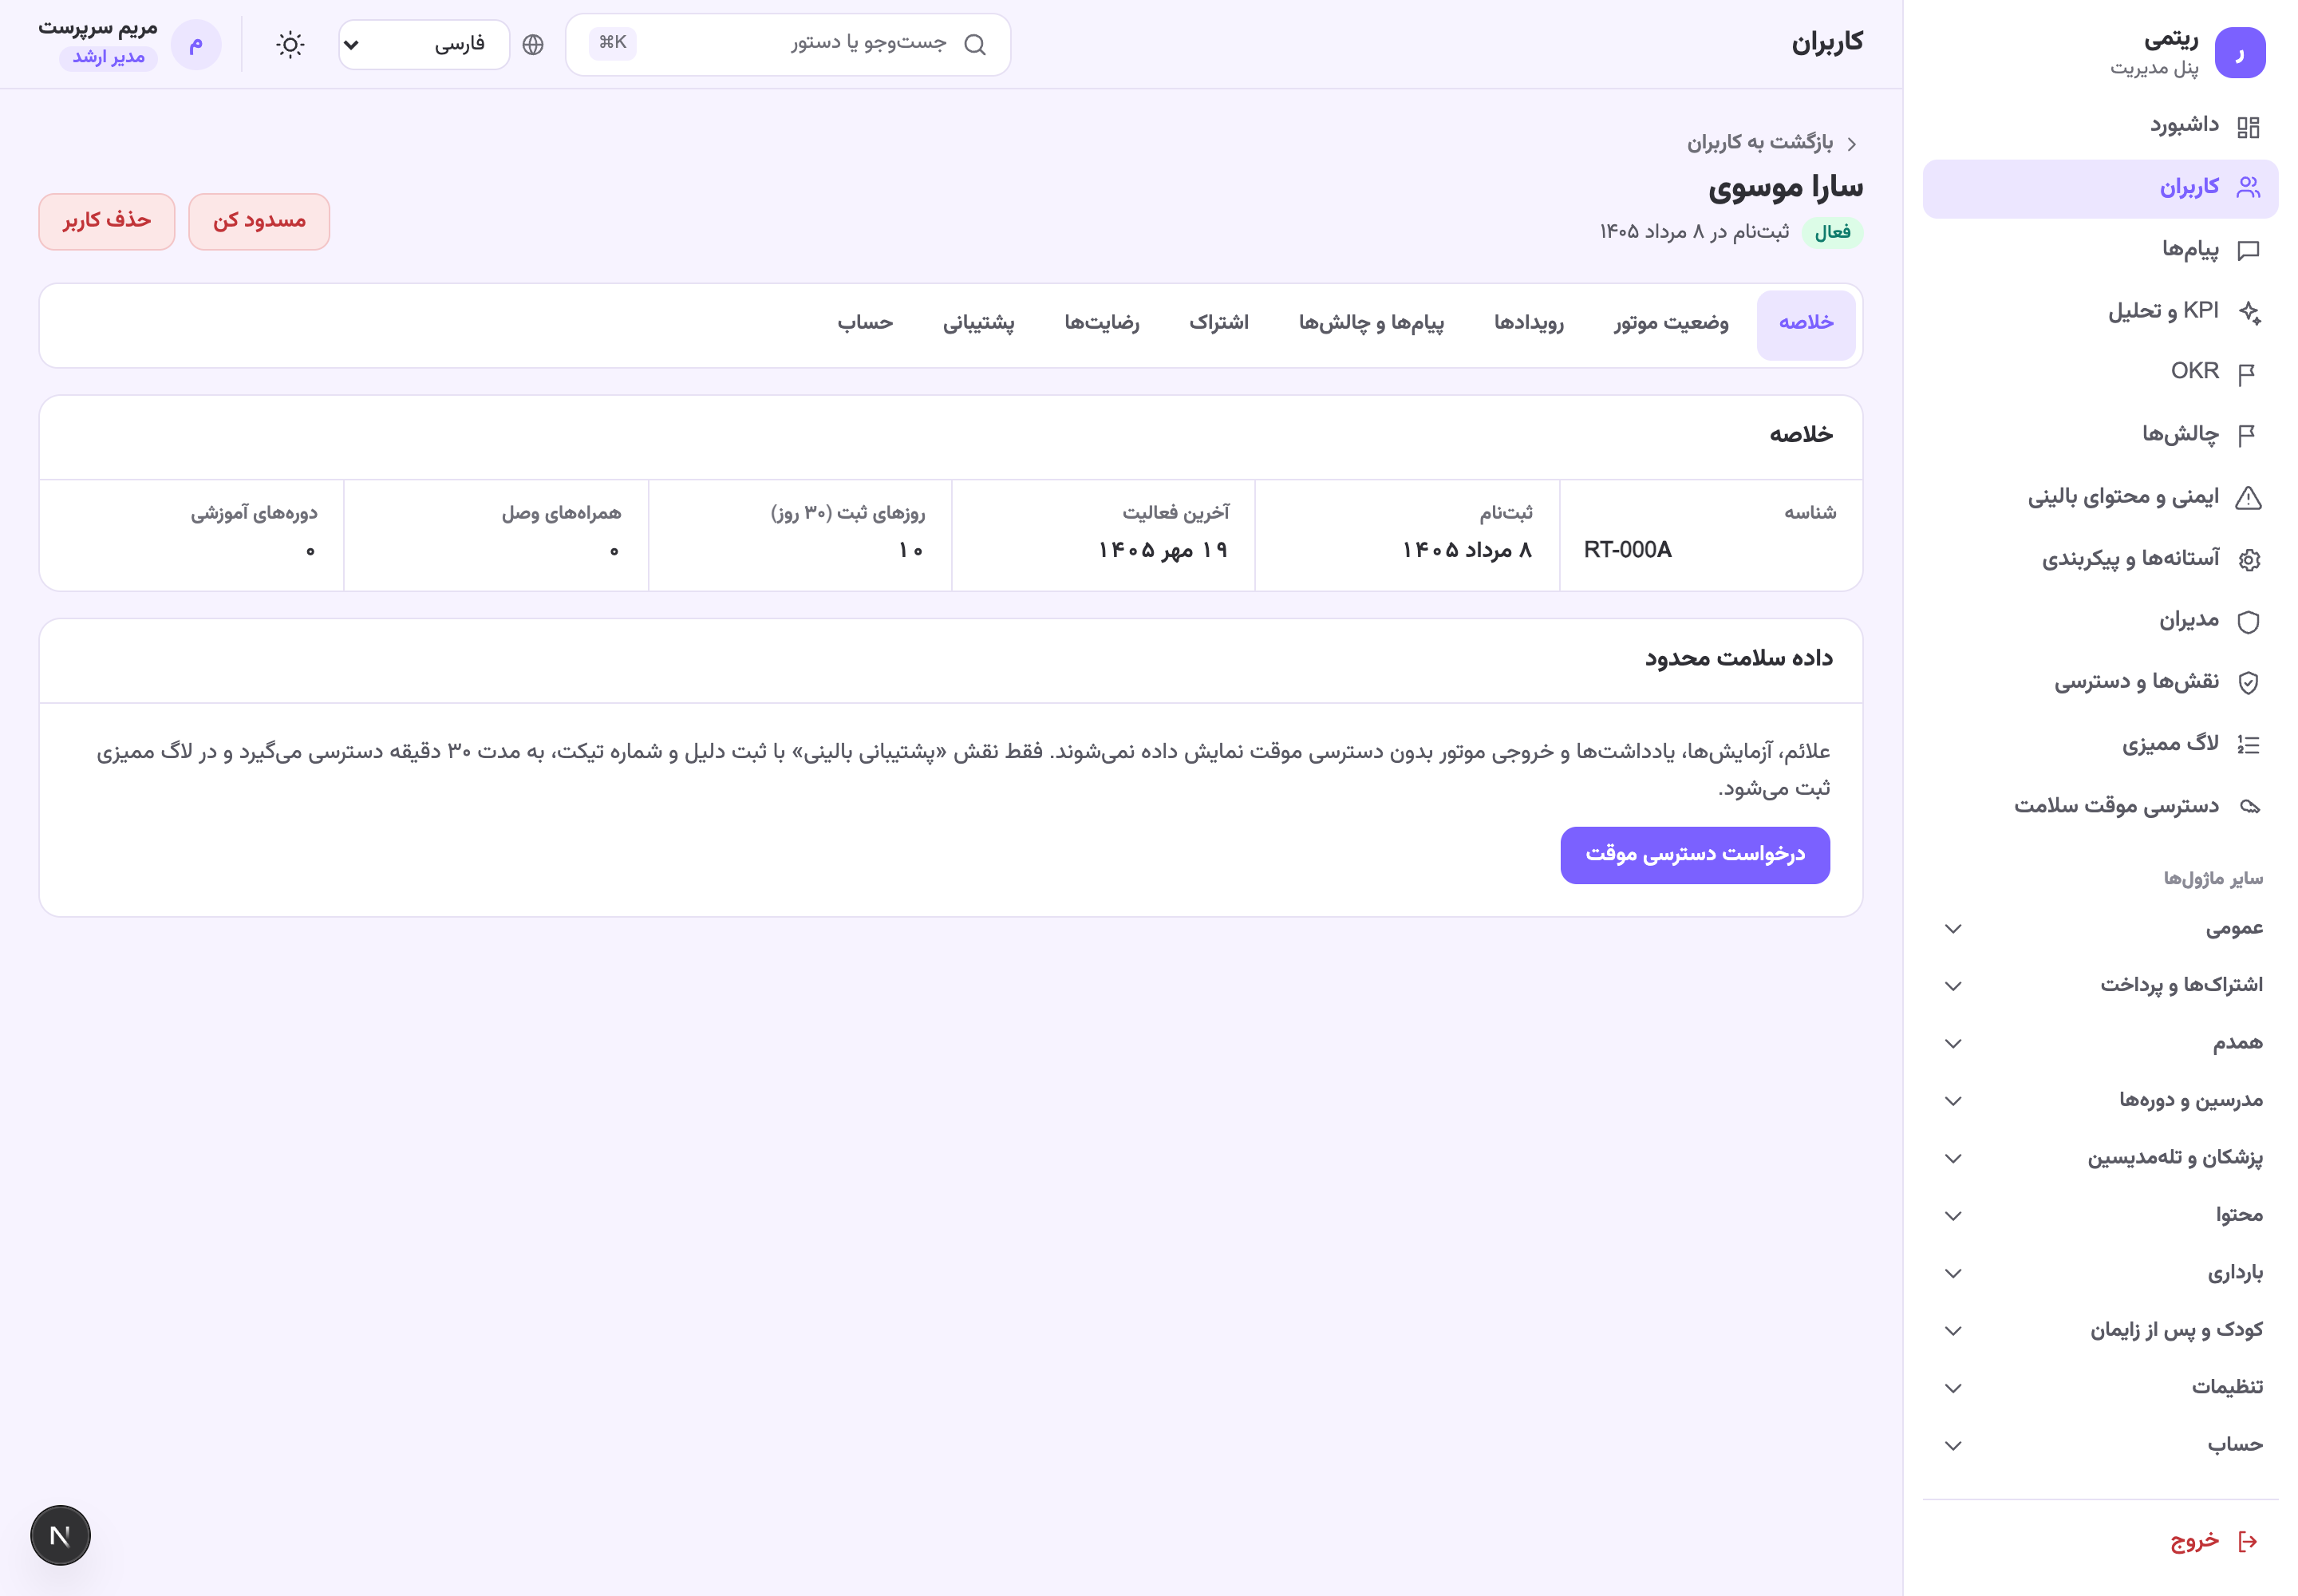 ریتمی
پنل مدیریت
داشبورد
کاربران
پیام‌ها
KPI و تحلیل
OKR
چالش‌ها
ایمنی و محتوای بالینی
آستانه‌ها و پیکربندی
مدیران
نقش‌ها و دسترسی
لاگ ممیزی
دسترسی موقت سلامت
سایر ماژول‌ها
عمومی
اشتراک‌ها و پرداخت
همدم
مدرسین و دوره‌ها
پزشکان و تله‌مدیسین
محتوا
بارداری
کودک و پس از زایمان
تنظیمات
حساب
خروج
کاربران
جست‌وجو یا دستور
⌘K
فارسی
م
مریم سرپرست
مدیر ارشد
بازگشت به کاربران
سارا موسوی
فعال ثبت‌نام در ۸ مرداد ۱۴۰۵
مسدود کن
حذف کاربر
خلاصه
وضعیت موتور
رویدادها
پیام‌ها و چالش‌ها
اشتراک
رضایت‌ها
پشتیبانی
حساب
خلاصه
شناسه
RT-000A
ثبت‌نام
۸ مرداد ۱۴۰۵
آخرین فعالیت
۱۹ مهر ۱۴۰۵
روزهای ثبت (۳۰ روز)
۱۰
همراه‌های وصل
۰
دوره‌های آموزشی
۰
داده سلامت محدود
علائم، آزمایش‌ها، یادداشت‌ها و خروجی موتور بدون دسترسی موقت نمایش داده نمی‌شوند. فقط نقش «پشتیبانی بالینی» با ثبت دلیل و شماره تیکت، به مدت ۳۰ دقیقه دسترسی می‌گیرد و در لاگ ممیزی
ثبت می‌شود.
درخواست دسترسی موقت
ر
N